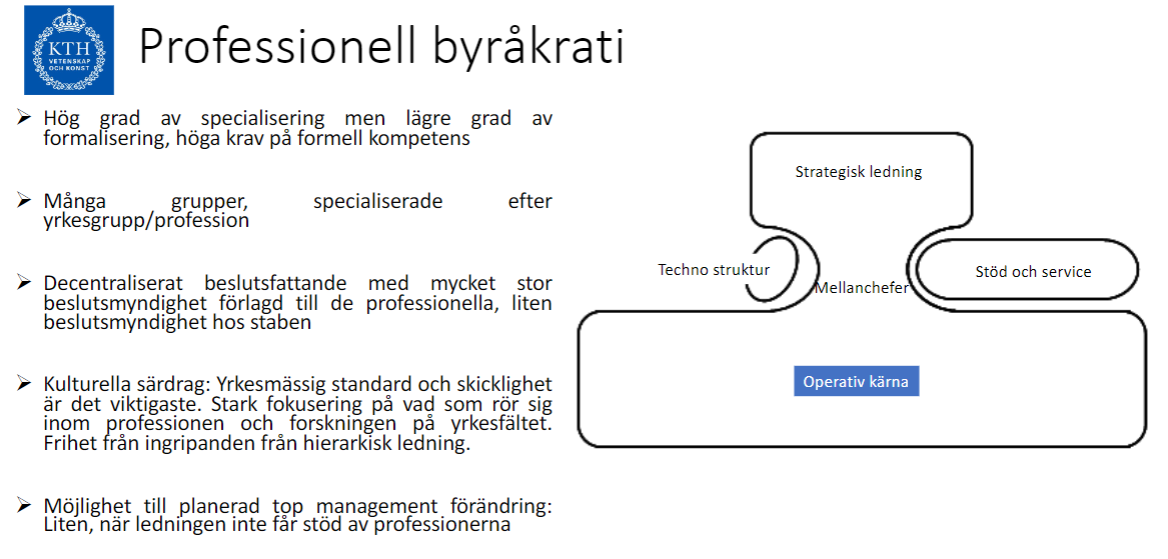 KTH
VETENSKAP
OCH KONST
Professionell byråkrati
Hög grad av specialisering men lägre grad av
formalisering, höga krav på formell kompetens
Många grupper, specialiserade efter
yrkesgrupp/profession
Decentraliserat beslutsfattande med mycket stor
beslutsmyndighet förlagd till de professionella, liten
beslutsmyndighet hos staben
Kulturella särdrag: Yrkesmässig standard och skicklighet
är det viktigaste. Stark fokusering på vad som rör sig
inom professionen och forskningen på yrkesfältet.
Frihet från ingripanden från hierarkisk ledning.
Möjlighet till planerad top management förändring:
Liten, när ledningen inte får stöd av professionerna
Strategisk ledning
Techno struktur
Mellanchefer
Stöd och service
Operativ kärna